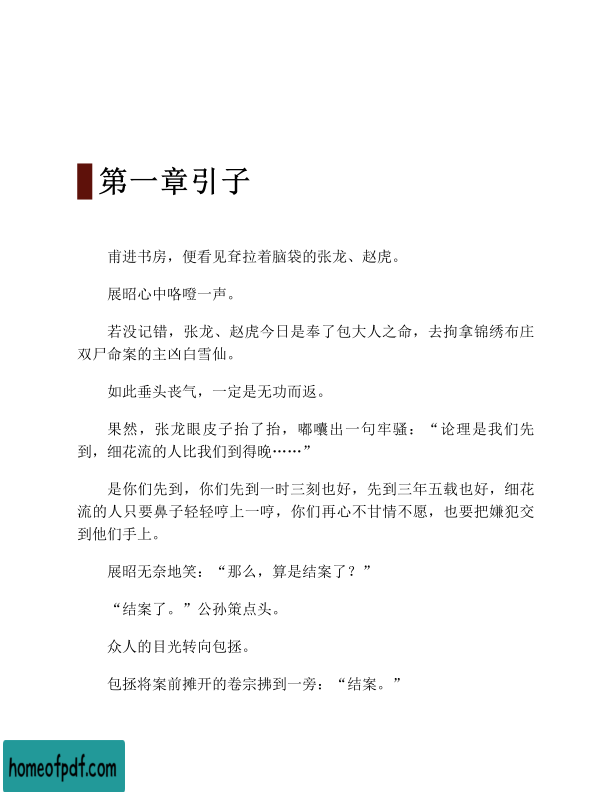 第一章引子
甫进书房，便看见耷拉着脑袋的张龙、赵虎。
展昭心中咯噔一声。
若没记错，张龙、赵虎今日是奉了包大人之命，去拘拿锦绣布庄
双尸命案的主凶白雪仙。
如此垂头丧气，一定是无功而返。
果然，张龙眼皮子抬了抬，嘟囔出一句牢骚：“论理是我们先
到，细花流的人比我们到得晚……”
是你们先到，你们先到一时三刻也好，先到三年五载也好，细花
流的人只要鼻子轻轻哼上一哼，你们再心不甘情不愿，也要把嫌犯交
到他们手上。
展昭无奈地笑：“那么，算是结案了？”
“结案了。”公孙策点头。
众人的目光转向包拯。
包拯将案前摊开的卷宗拂到一旁：“结案。”
homeofpdf.com